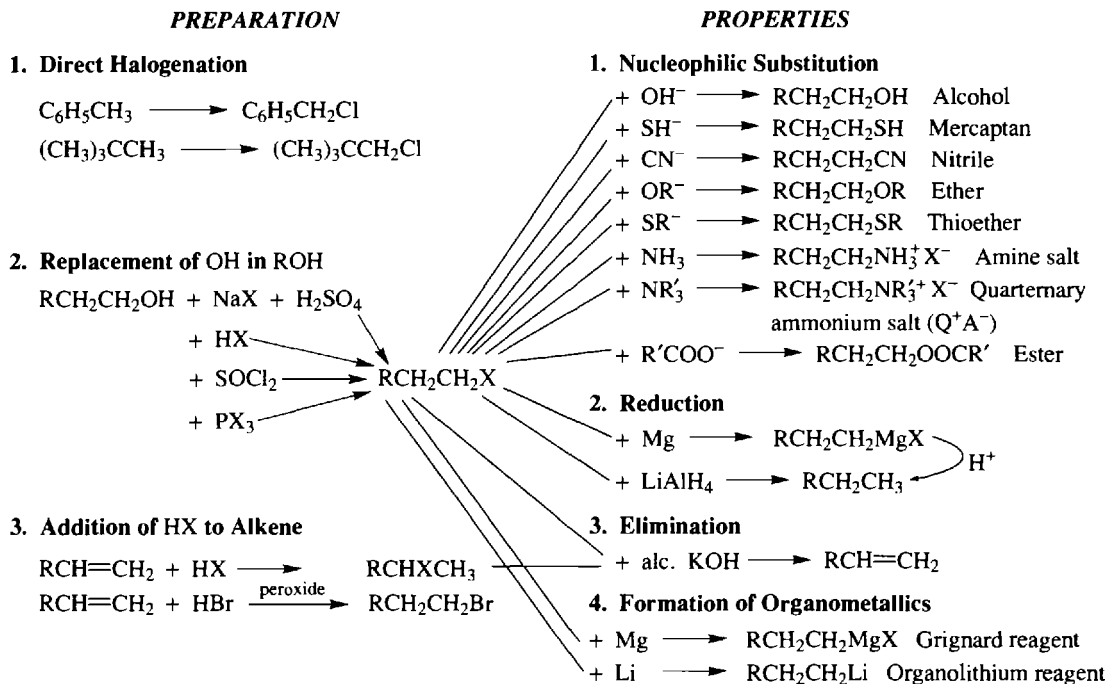 PREPARATION
1. Direct Halogenation
C₆H₅CH₃ ⟶ C₆H₅CH₂Cl
(CH₃)₃CCH₃ ⟶ (CH₃)₃CCH₂Cl
2. Replacement of OH in ROH
RCH₂CH₂OH + NaX + H₂SO₄
+ HX
+ SOCl₂
+ PX₃
RCH₂CH₂X
3. Addition of HX to Alkene
RCH=CH₂ + HX ⟶ RCHXCH₃
RCH=CH₂ + HBr peroxide⟶ RCH₂CH₂Br
PROPERTIES
1. Nucleophilic Substitution
+ OH⁻ ⟶ RCH₂CH₂OH Alcohol
+ SH⁻ ⟶ RCH₂CH₂SH Mercaptan
+ CN⁻ ⟶ RCH₂CH₂CN Nitrile
+ OR⁻ ⟶ RCH₂CH₂OR Ether
+ SR⁻ ⟶ RCH₂CH₂SR Thioether
+ NH₃ ⟶ RCH₂CH₂NH₃⁺X⁻ Amine salt
+ NR′₃ ⟶ RCH₂CH₂NR′₃⁺X⁻ Quarternary
ammonium salt (Q⁺A⁻)
+ R′COO⁻ ⟶ RCH₂CH₂OOCR′ Ester
2. Reduction
+ Mg ⟶ RCH₂CH₂MgX
H⁺
+ LiAlH₄ ⟶ RCH₂CH₃
3. Elimination
+ alc. KOH ⟶ RCH=CH₂
4. Formation of Organometallics
+ Mg ⟶ RCH₂CH₂MgX Grignard reagent
+ Li ⟶ RCH₂CH₂Li Organolithium reagent